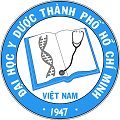 ĐẠI HỌC Y DƯỢC THÀNH PHỐ HỒ CHÍ MINH
VIỆT NAM
1947